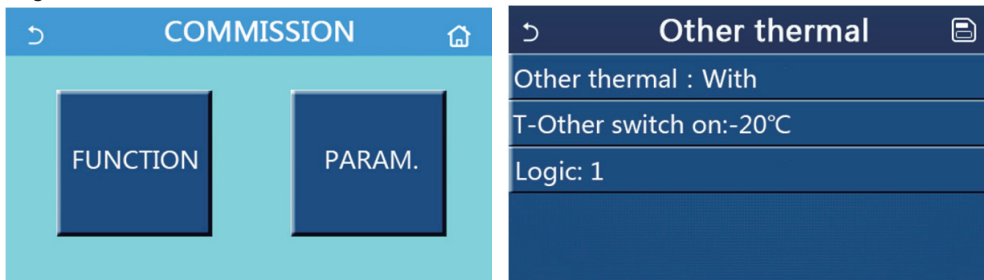 COMMISSION
FUNCTION
PARAM.
Other thermal
Other thermal : With
T-Other switch on:-20℃
Logic: 1